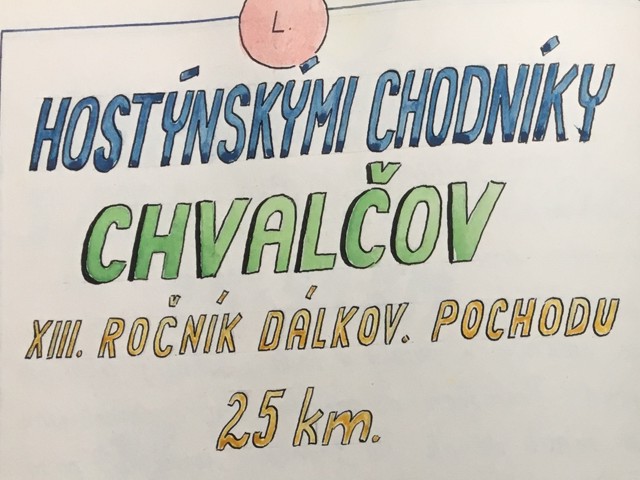 L.
HOSTÝNSKÝMI CHODNÍKY
CHVALČOV
XIII. ROČNÍK DÁLKOV. POCHODU
25 km.